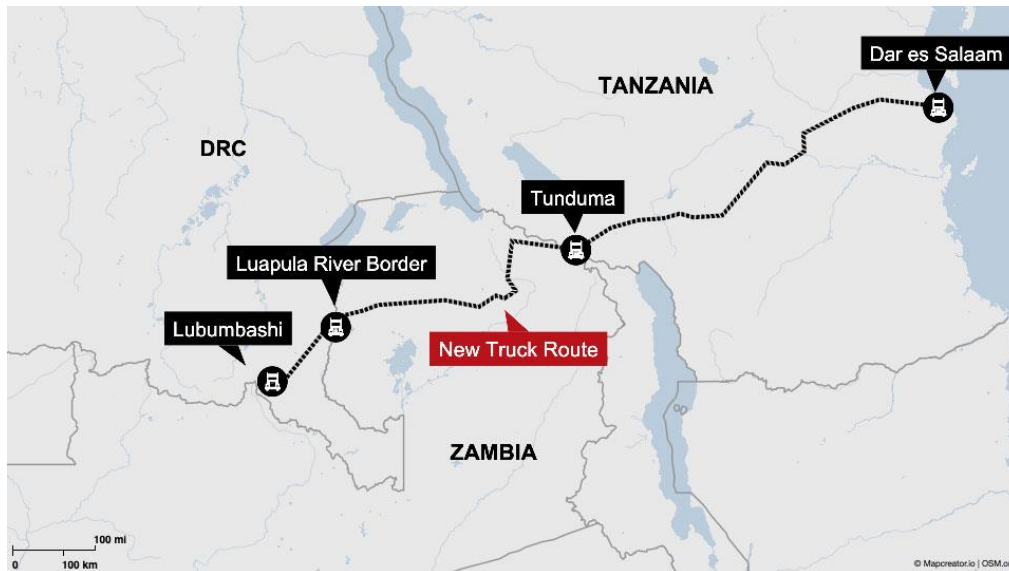 Dar es Salaam
TANZANIA
DRC
Tunduma
Luapula River Border
Lubumbashi
New Truck Route
ZAMBIA
100 mi
0 100 km
© Mapcreator.io | OSM.or